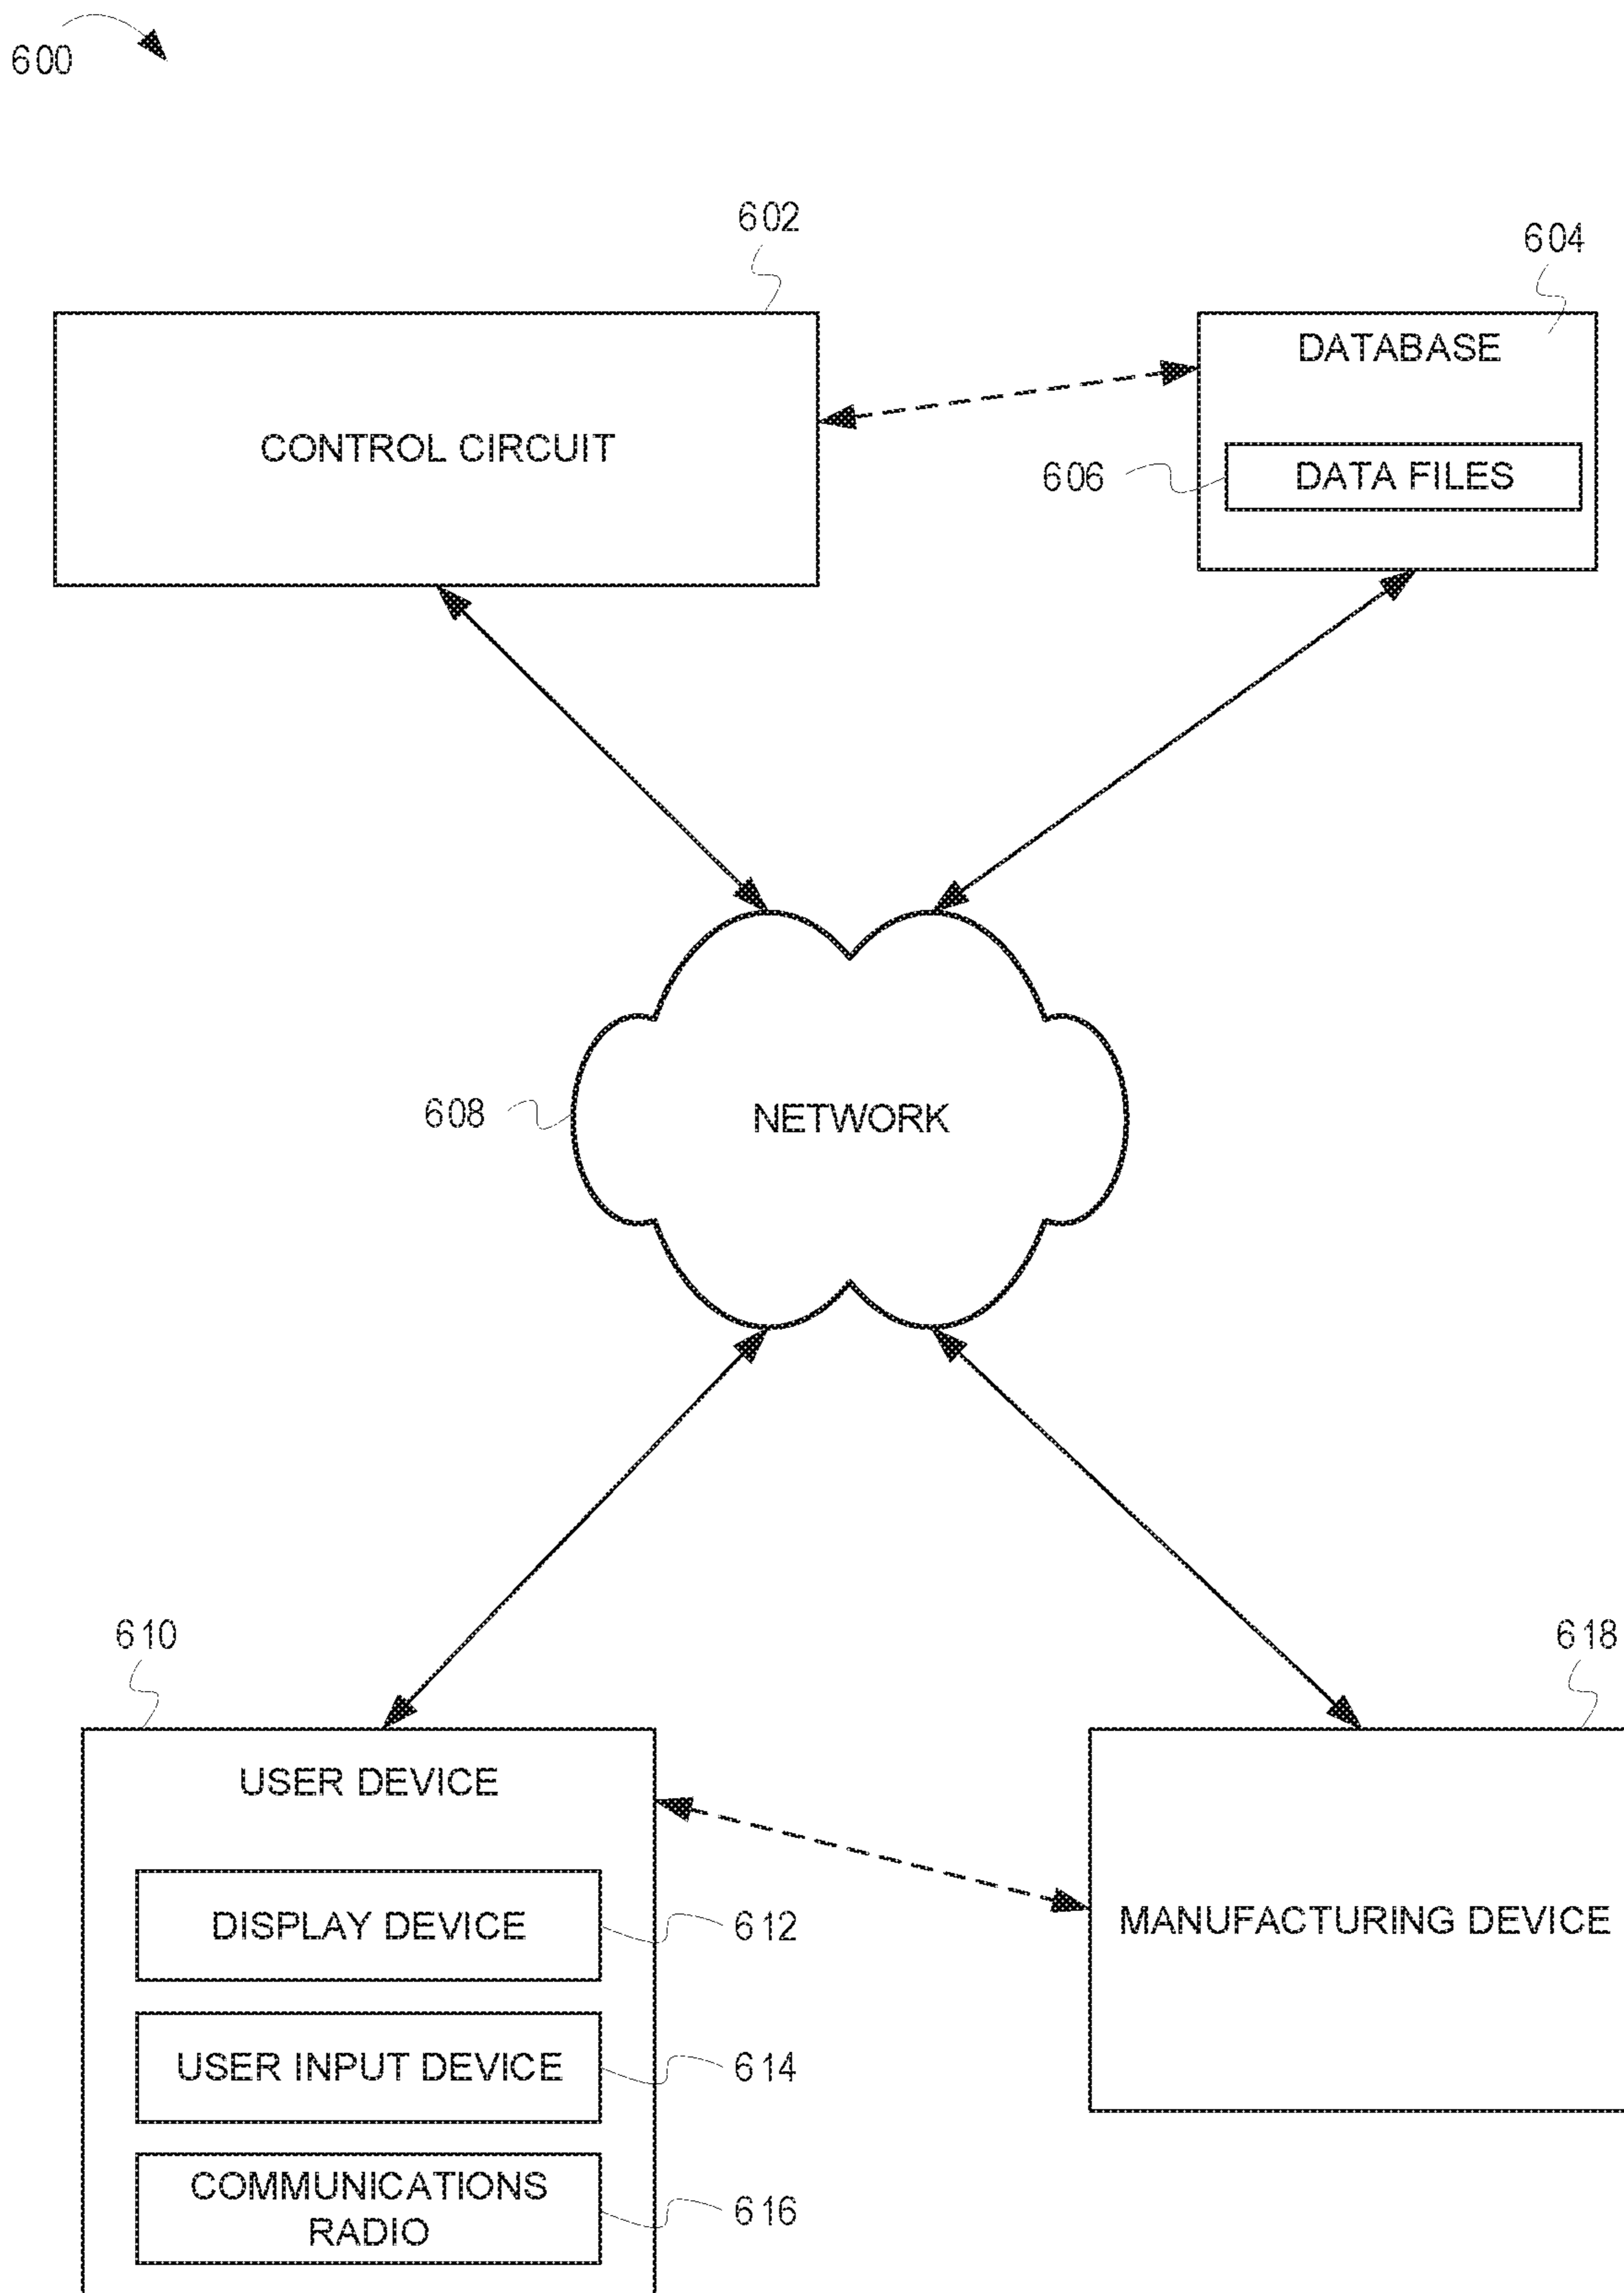 600
602
604
DATABASE
CONTROL CIRCUIT
606
DATA FILES
608
NETWORK
610
618
USER DEVICE
DISPLAY DEVICE
612
MANUFACTURING DEVICE
USER INPUT DEVICE
614
COMMUNICATIONS
RADIO
616